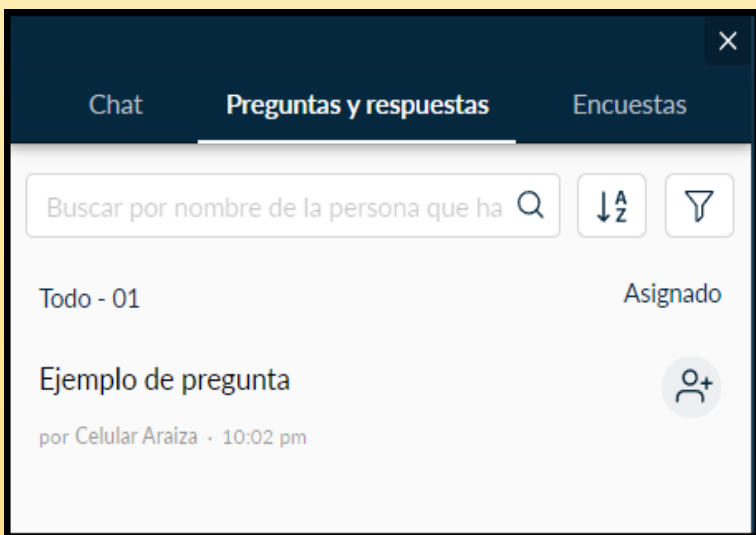 Chat Preguntas y respuestas Encuestas
Buscar por nombre de la persona que ha
Todo - 01 Asignado
Ejemplo de pregunta
por Celular Araiza · 10:02 pm